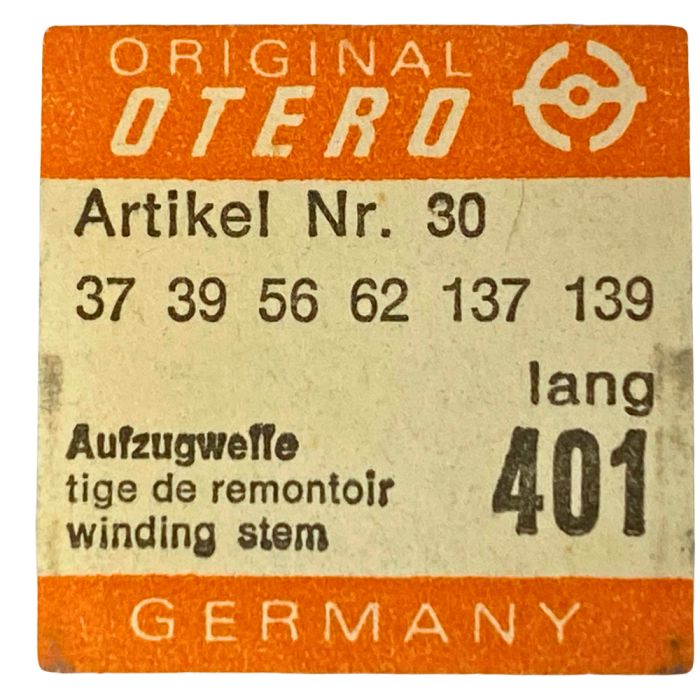 ORIGINAL
OTERO
Artikel Nr. 30
37 39 56 62 137 139
lang
401
Aufzugwelle
tige de remontoir
winding stem
GERMANY